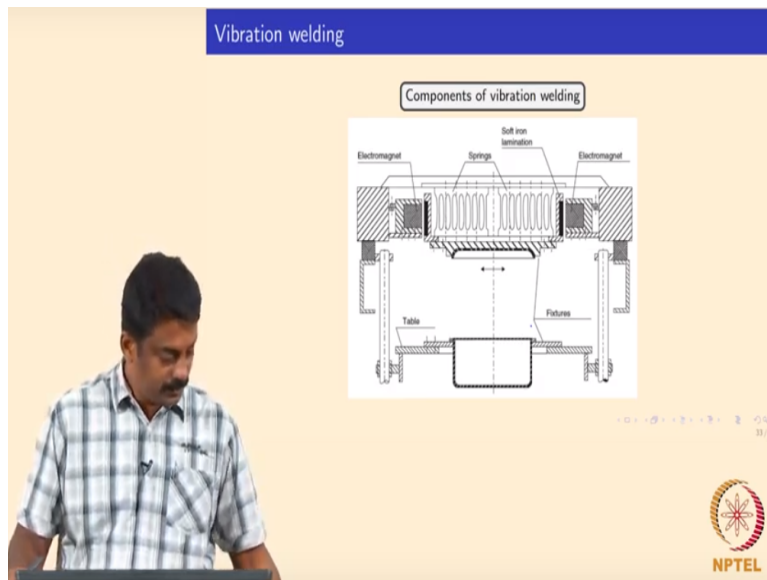 Vibration welding
Components of vibration welding
Soft iron
lamination
Electromagnet
Springs
Electromagnet
Table
Fixtures
NPTEL